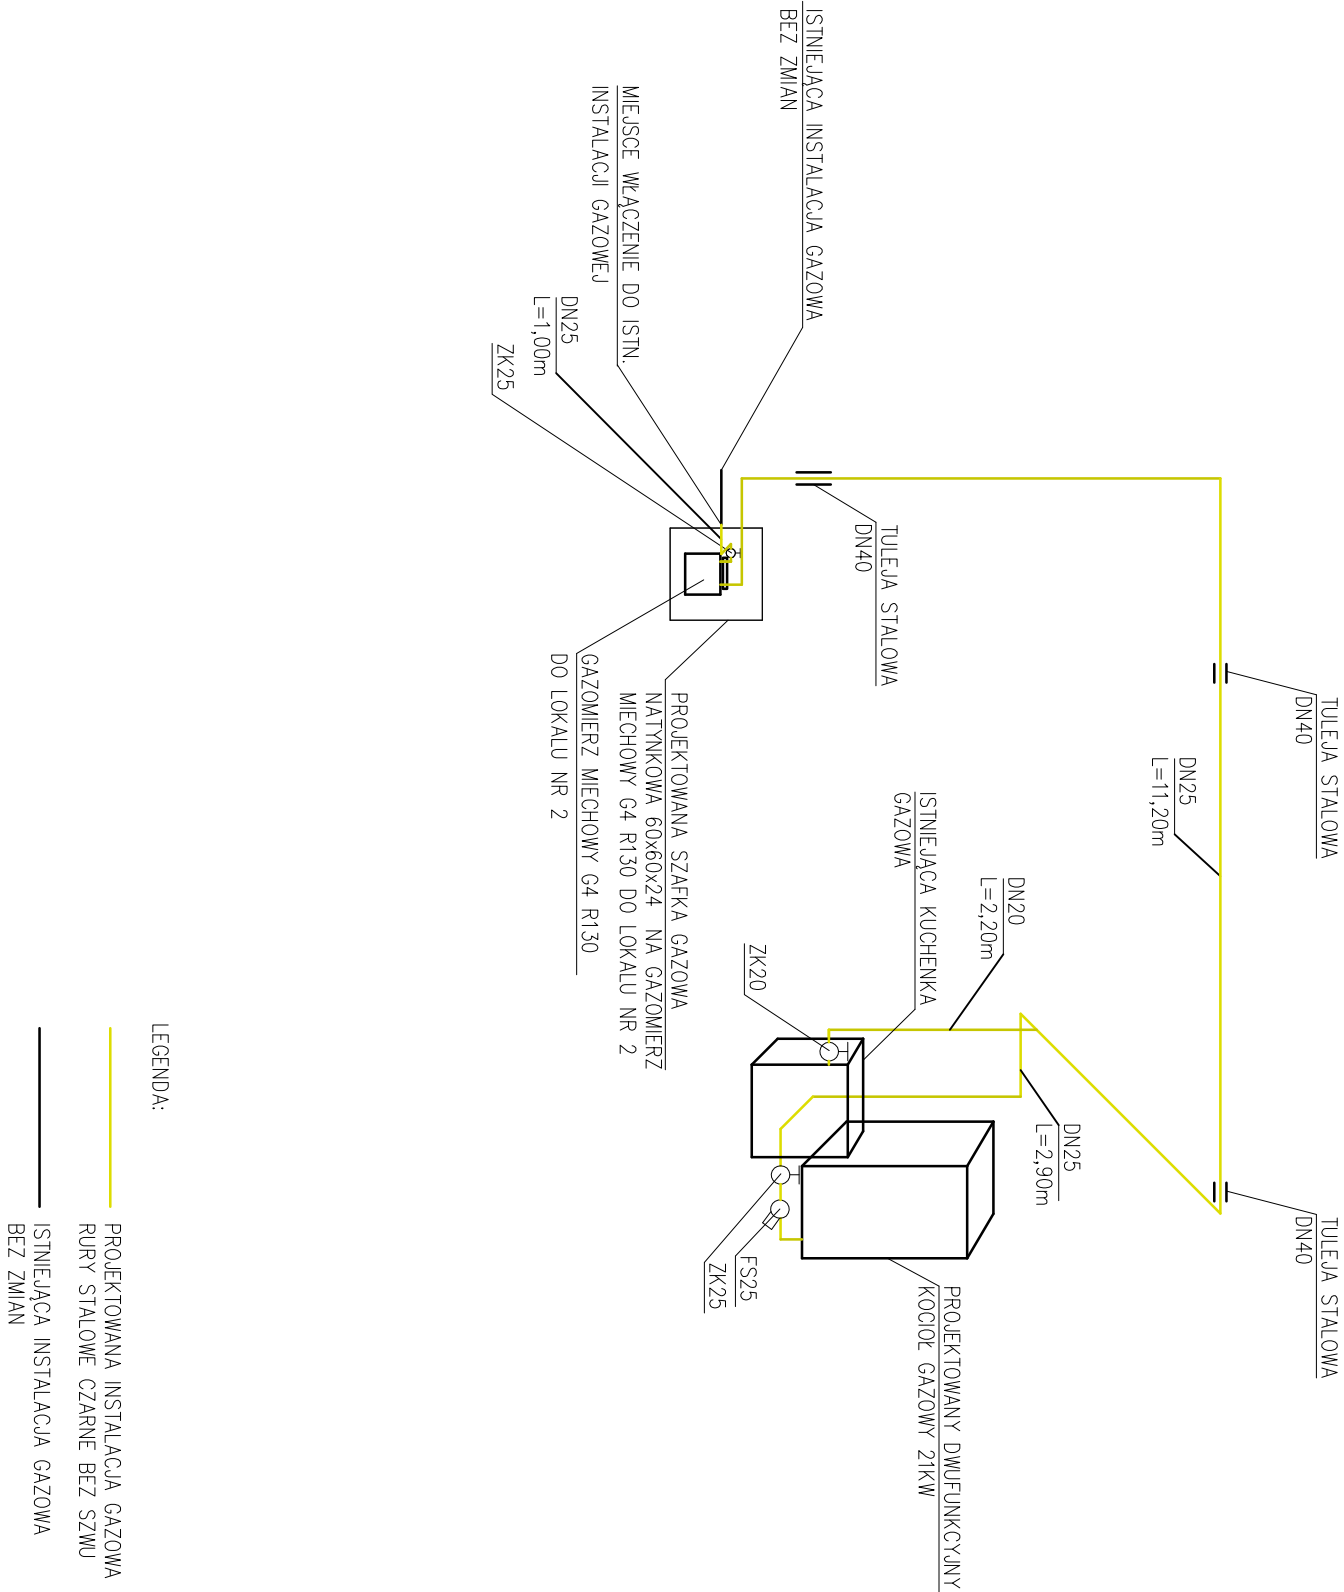 ISTNIEJĄCA INSTALACJA GAZOWA
BEZ ZMIAN
MIEJSCE WŁĄCZENIE DO ISTN.
INSTALACJI GAZOWEJ
DN25
L=1,00m
ZK25
TULEJA STALOWA
DN40
TULEJA STALOWA
DN40
DN25
L=11,20m
PROJEKTOWANA SZAFKA GAZOWA
NATYNKOWA 60x60x24 NA GAZOMIERZ
MIECHOWY G4 R130 DO LOKALU NR 2
GAZOMIERZ MIECHOWY G4 R130
DO LOKALU NR 2
ISTNIEJĄCA KUCHENKA
GAZOWA
DN20
L=2,20m
ZK20
DN25
L=2,90m
TULEJA STALOWA
DN40
FS25
ZK25
PROJEKTOWANY DWUFUNKCYJNY
KOCIOŁ GAZOWY 21KW
LEGENDA:
PROJEKTOWANA INSTALACJA GAZOWA
RURY STALOWE CZARNE BEZ SZWU
ISTNIEJĄCA INSTALACJA GAZOWA
BEZ ZMIAN